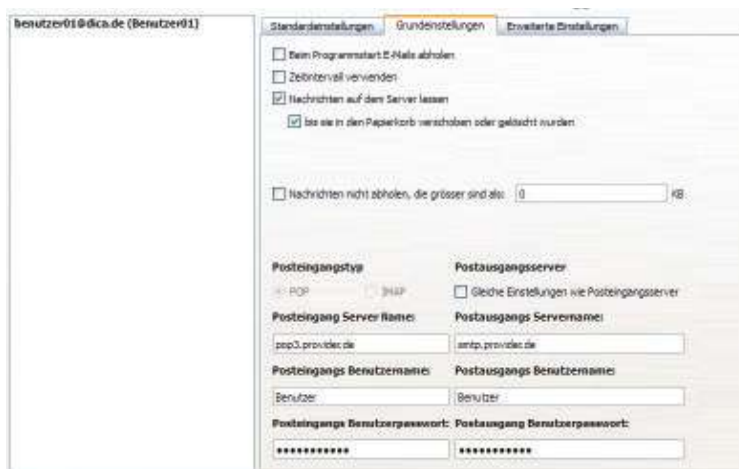 benutzer01@dica.de (Benutzer01)
Standardeinstellungen Grundeinstellungen Erweiterte Einstellungen
Beim Programmstart E-Mails abholen
Zeitintervall verwenden
Nachrichten auf dem Server lassen
bis sie in den Papierkorb verschoben oder gelöscht wurden
Nachrichten nicht abholen, die grösser sind als: 0 KB
Posteingangstyp Postausgangsserver
POP IMAP Gleiche Einstellungen wie Posteingangsserver
Posteingang Server Name: Postausgangs Servername:
pop3.provider.de smtp.provider.de
Posteingangs Benutzername: Postausgangs Benutzername:
Benutzer Benutzer
Posteingangs Benutzerpasswort: Postausgang Benutzerpasswort:
••••••••••• •••••••••••